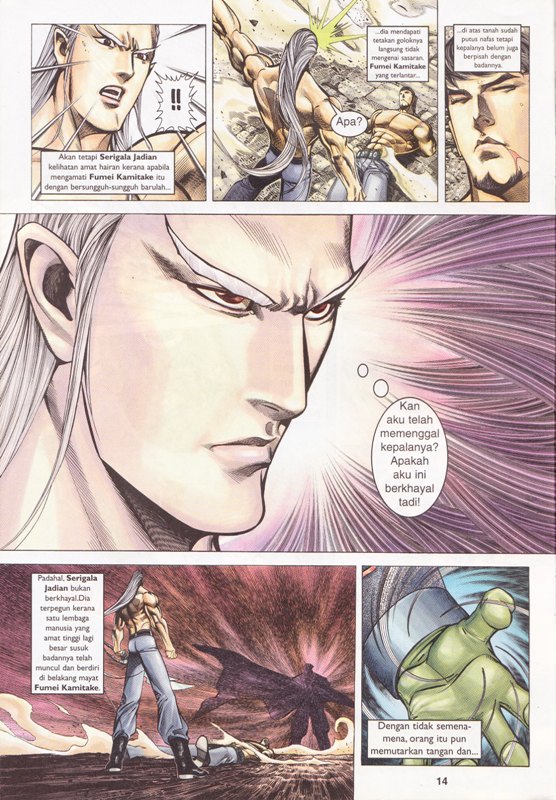 !!
Akan tetapi Serigala Jadian
kelihatan amat hairan kerana apabila
mengamati Fumei Kamitake itu
dengan bersungguh-sungguh barulah...
...dia mendapati
tetakan goloknya
langsung tidak
mengenai sasaran.
Fumei Kamitake
yang terlantar...
Apa?
...di atas tanah sudah
putus nafas tetapi
kepalanya belum juga
berpisah dengan
badannya.
Kan
aku telah
memenggal
kepalanya?
Apakah
aku ini
berkhayal
tadi!
Padahal, Serigala
Jadian bukan
berkhayal.Dia
terpegun kerana
satu lembaga
manusia yang
amat tinggi lagi
besar susuk
badannya telah
muncul dan berdiri
di belakang mayat
Fumei Kamitake.
Dengan tidak semena-
mena, orang itu pun
memutarkan tangan dan...
14